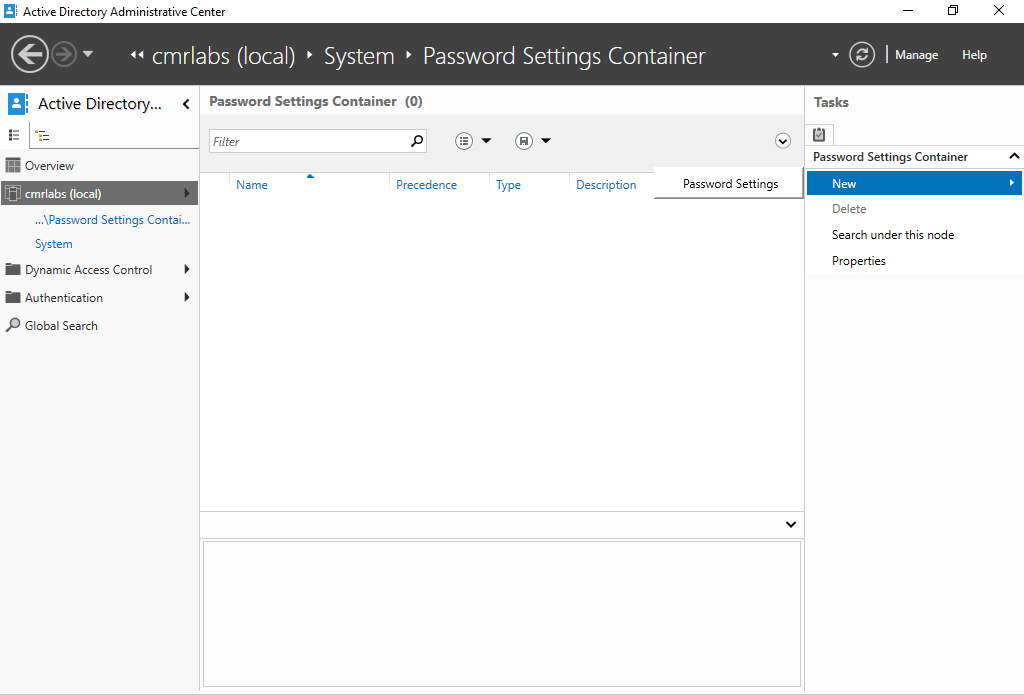 Active Directory Administrative Center
cmrlabs (local) System Password Settings Container
Manage Help
Active Directory...
Overview
cmrlabs (local)
...\Password Settings Contai...
System
Dynamic Access Control
Authentication
Global Search
Password Settings Container (0)
Filter
Name Precedence Type Description
Password Settings
Tasks
Password Settings Container
New
Delete
Search under this node
Properties